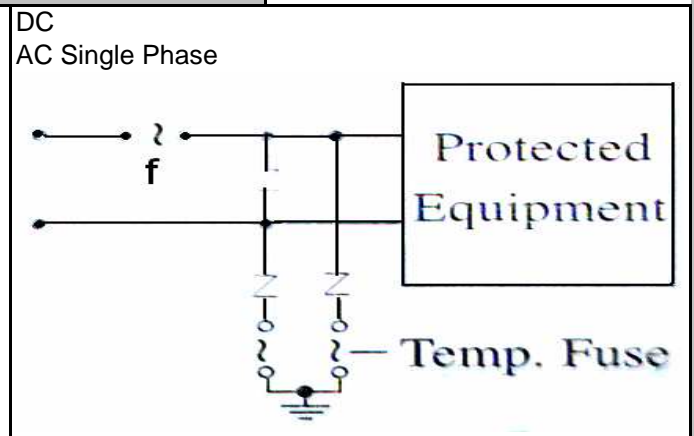 DC
AC Single Phase
f
Protected
Equipment
Temp. Fuse